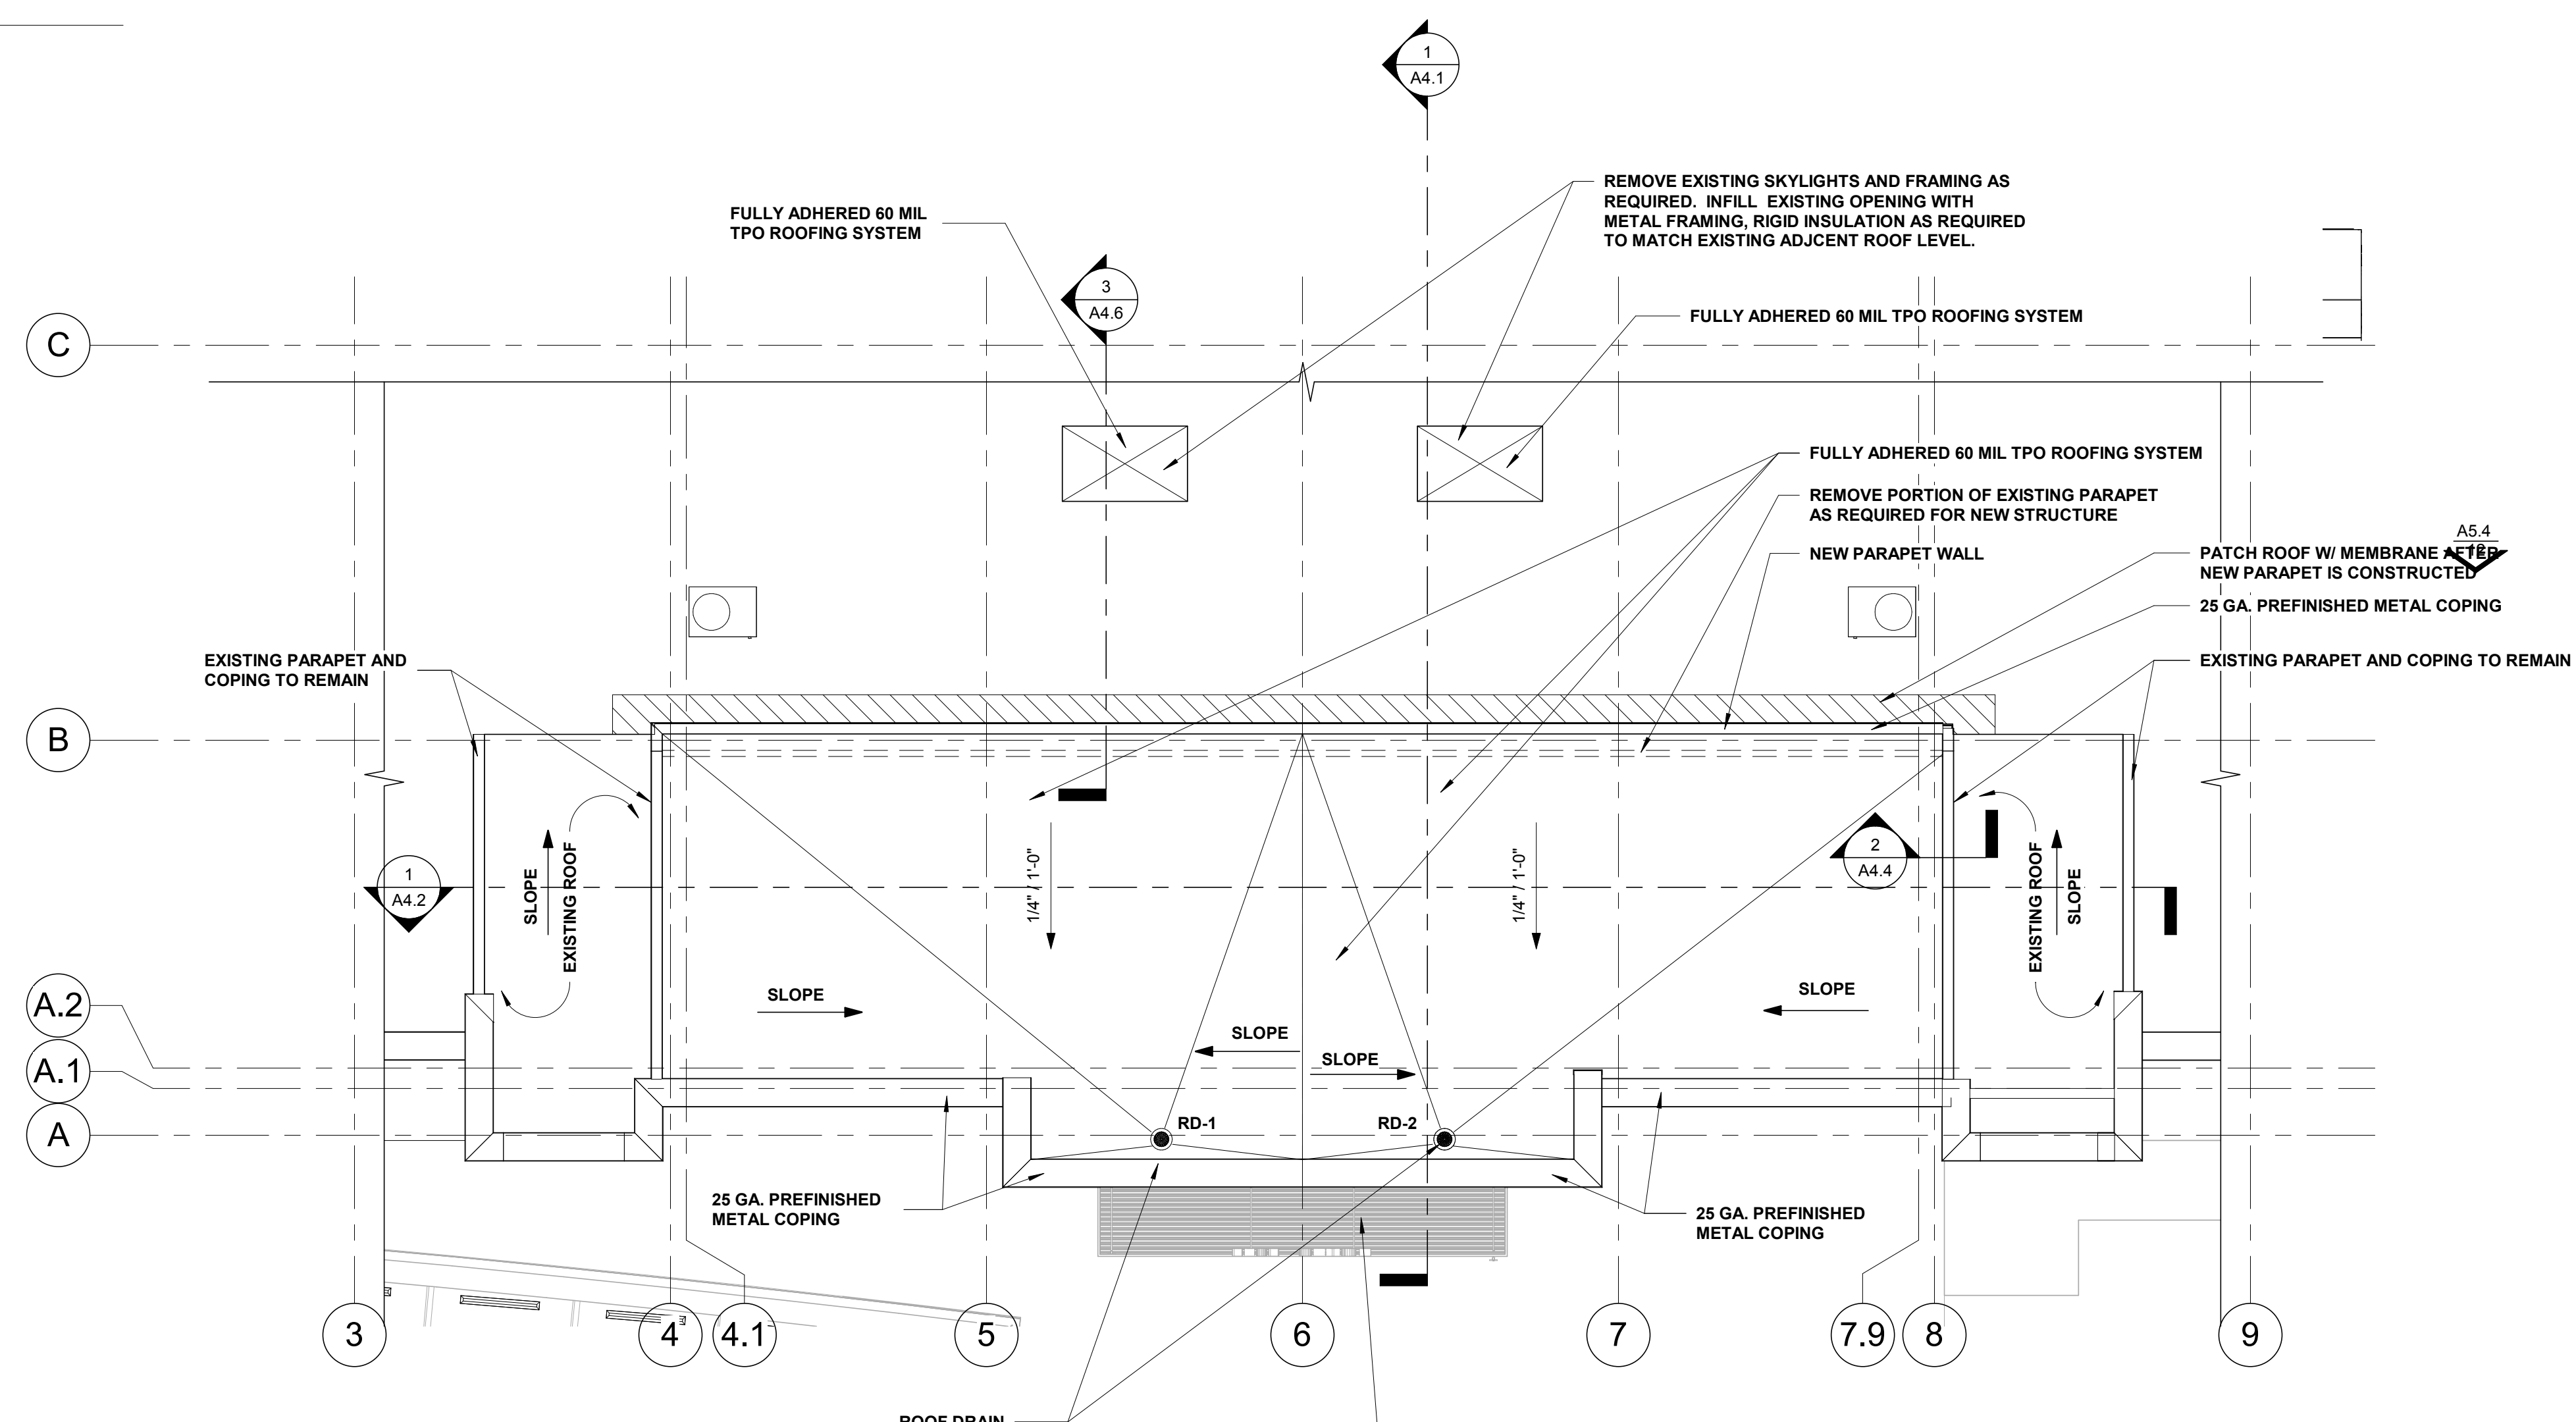 1
A4.1
REMOVE EXISTING SKYLIGHTS AND FRAMING AS
REQUIRED. INFILL EXISTING OPENING WITH
METAL FRAMING, RIGID INSULATION AS REQUIRED
TO MATCH EXISTING ADJCENT ROOF LEVEL.
FULLY ADHERED 60 MIL
TPO ROOFING SYSTEM
3
A4.6
FULLY ADHERED 60 MIL TPO ROOFING SYSTEM
C
FULLY ADHERED 60 MIL TPO ROOFING SYSTEM
REMOVE PORTION OF EXISTING PARAPET
AS REQUIRED FOR NEW STRUCTURE
NEW PARAPET WALL
A5.4
PATCH ROOF W/ MEMBRANE AFTER
NEW PARAPET IS CONSTRUCTED
25 GA. PREFINISHED METAL COPING
EXISTING PARAPET AND
COPING TO REMAIN
EXISTING PARAPET AND COPING TO REMAIN
B
1
A4.2
SLOPE
EXISTING ROOF
1/4" / 1'-0"
1/4" / 1'-0"
2
A4.4
EXISTING ROOF
SLOPE
A.2
SLOPE
SLOPE
SLOPE
SLOPE
A.1
A
RD-1
RD-2
25 GA. PREFINISHED
METAL COPING
25 GA. PREFINISHED
METAL COPING
3
4
4.1
5
6
7
7.9
8
9
ROOF DRAIN